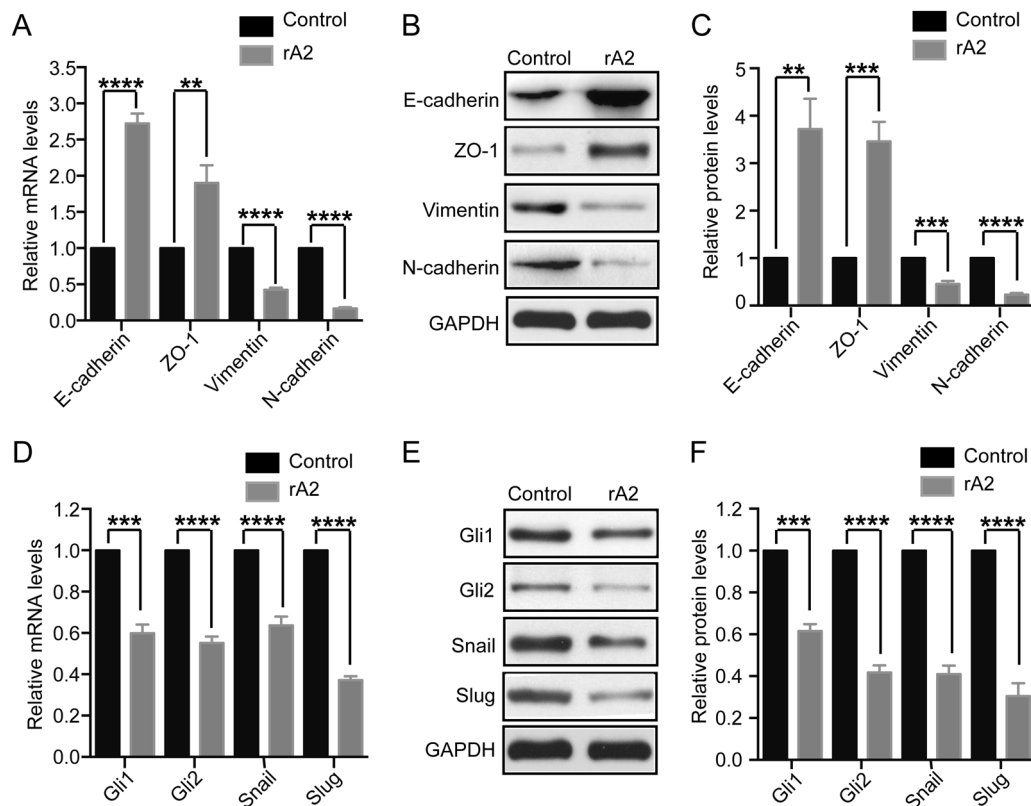 A
Control
rA2
Relative mRNA levels
3.5
3.0
2.5
2.0
1.5
1.0
0.5
0.0
****
**
****
****
E-cadherin
ZO-1
Vimentin
N-cadherin
B
Control rA2
E-cadherin
ZO-1
Vimentin
N-cadherin
GAPDH
C
Control
rA2
Relative protein levels
5
4
3
2
1
0
**
***
***
****
E-cadherin
ZO-1
Vimentin
N-cadherin
D
Control
rA2
Relative mRNA levels
1.2
1.0
0.8
0.6
0.4
0.2
0.0
***
****
****
****
Gli1
Gli2
Snail
Slug
E
Control rA2
Gli1
Gli2
Snail
Slug
GAPDH
F
Control
rA2
Relative protein levels
1.2
1.0
0.8
0.6
0.4
0.2
0.0
***
****
****
****
Gli1
Gli2
Snail
Slug